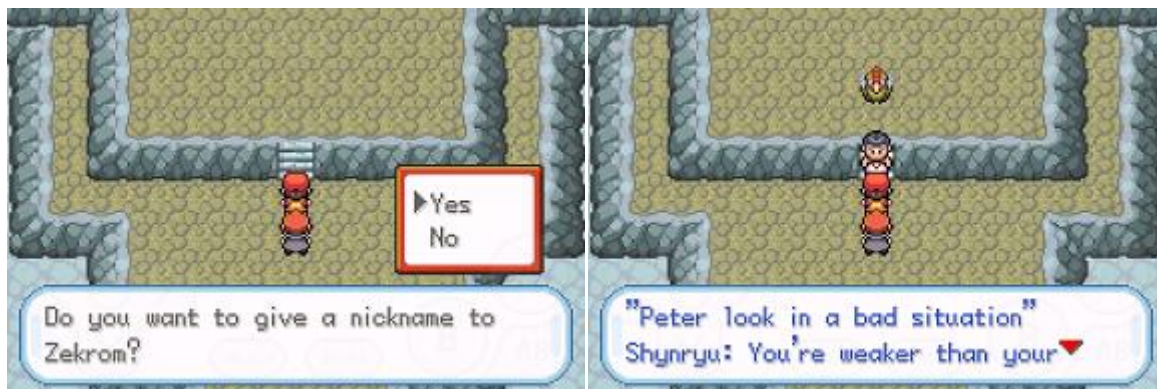 ▶Yes
No
Do you want to give a nickname to
Zekrom?
"Peter look in a bad situation"
Shynryu: You're weaker than your